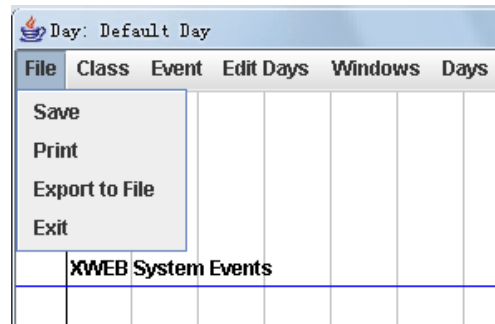 Day: Default Day
File Class Event Edit Days Windows Days
Save
Print
Export to File
Exit
XWEB System Events